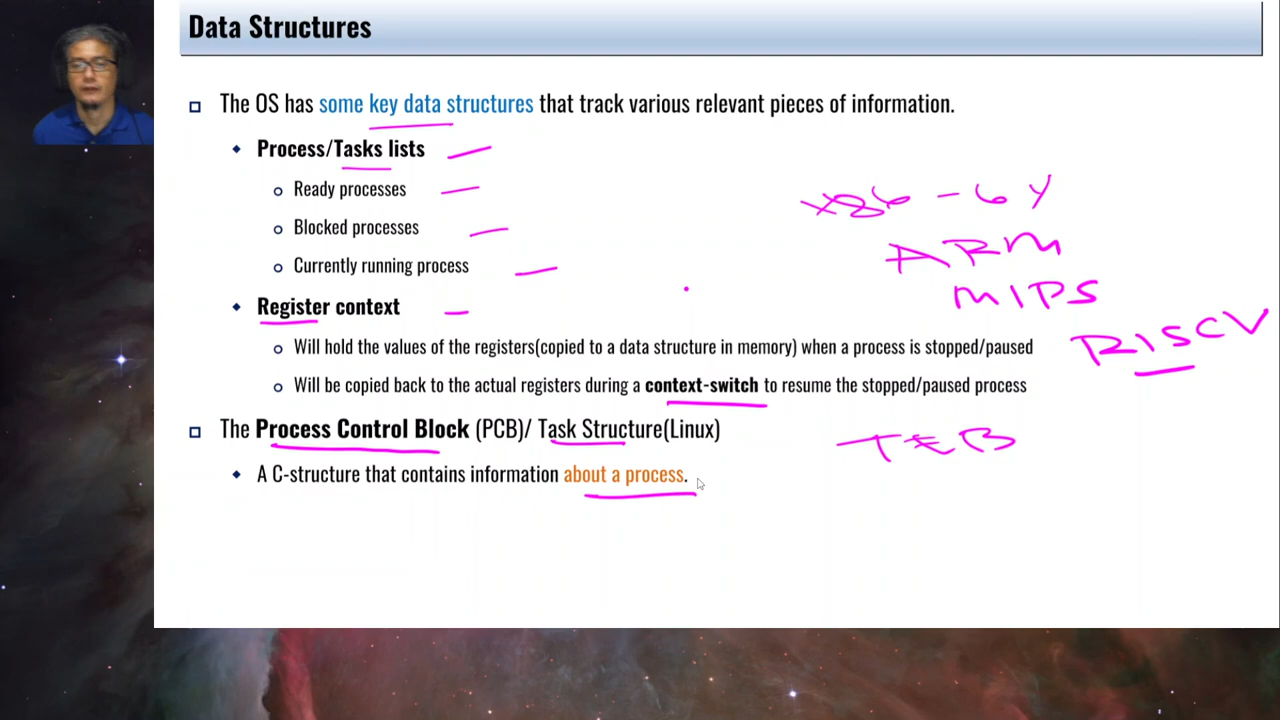 Data Structures
The OS has some key data structures that track various relevant pieces of information.
Process/Tasks lists
Ready processes
x86-64
Blocked processes
ARM
Currently running process
MIPS
Register context
RISCV
Will hold the values of the registers(copied to a data structure in memory) when a process is stopped/paused
Will be copied back to the actual registers during a context-switch to resume the stopped/paused process
The Process Control Block (PCB)/ Task Structure(Linux)
TEB
A C-structure that contains information about a process.